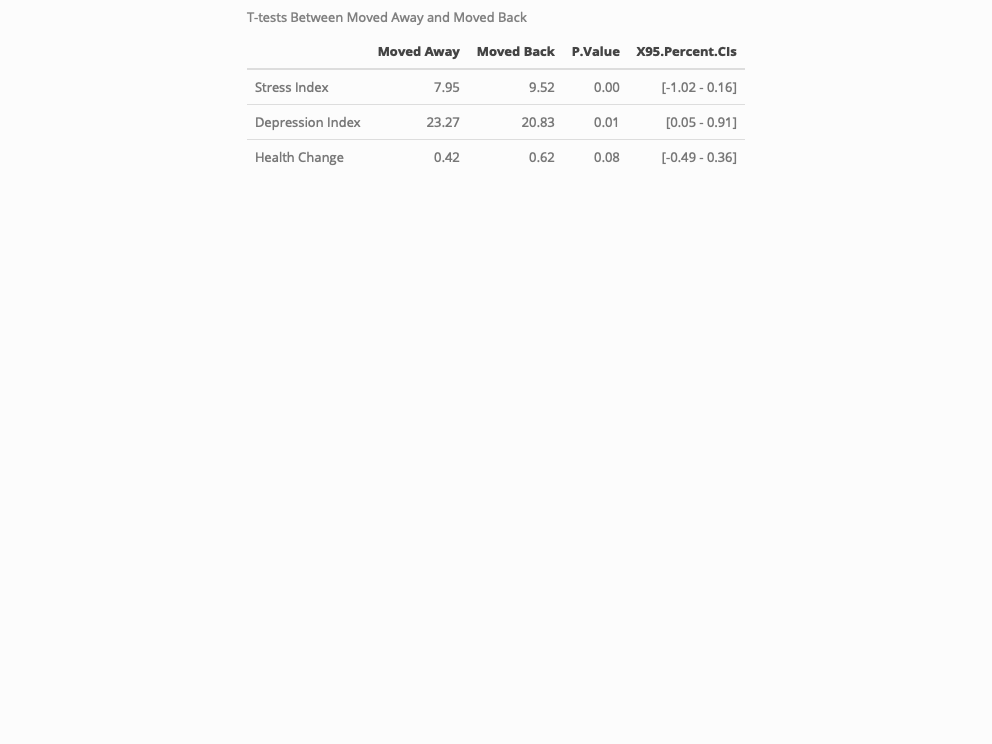 T-tests Between Moved Away and Moved Back
Moved Away Moved Back P.Value X95.Percent.CIs
Stress Index 7.95 9.52 0.00 [-1.02 - 0.16]
Depression Index 23.27 20.83 0.01 [0.05 - 0.91]
Health Change 0.42 0.62 0.08 [-0.49 - 0.36]